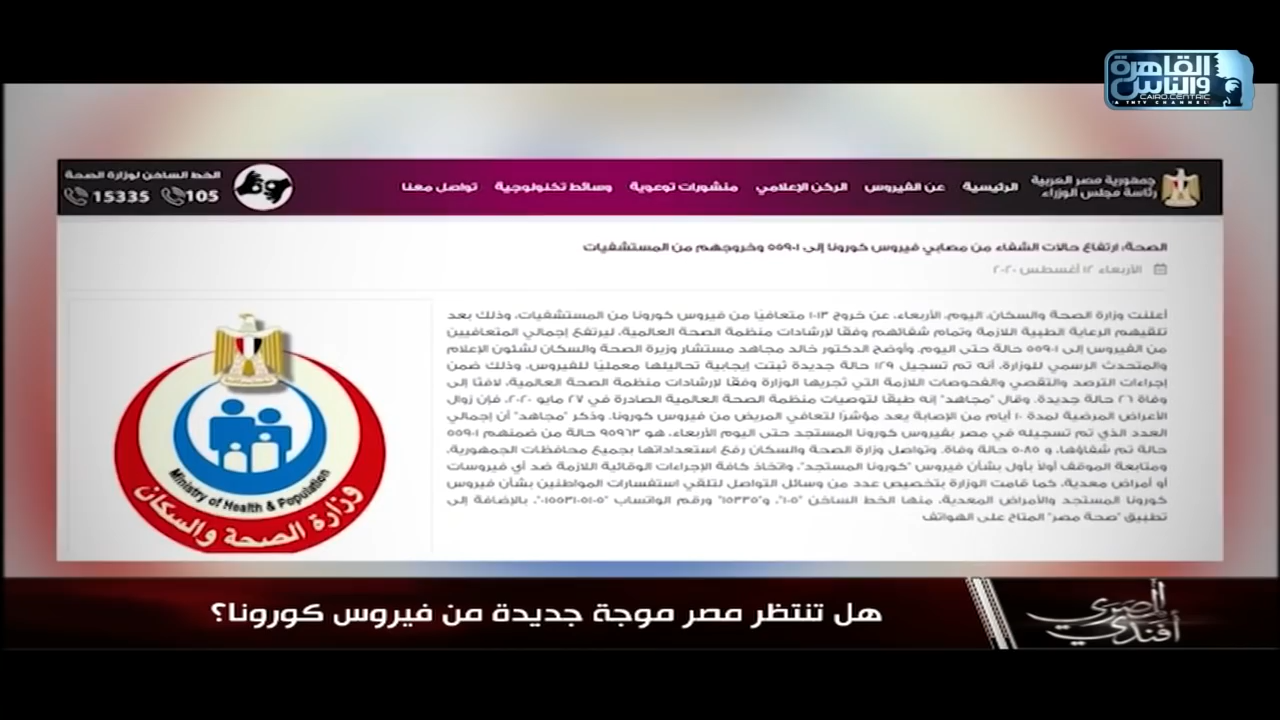 القاهرة
والناس
CAIRO.CENTRIC
A TNTV CHANNEL
جمهورية مصر العربية
رئاسة مجلس الوزراء
الرئيسية عن الفيروس الركن الإعلامي منشورات توعوية وسائط تكنولوجية تواصل معنا
الخط الساخن لوزارة الصحة
105 15335
الصحة: ارتفاع حالات الشفاء من مصابي فيروس كورونا إلى ٥٥٩٠١ وخروجهم من المستشفيات
الأربعاء ١٢ أغسطس ٢٠٢٠
أعلنت وزارة الصحة والسكان، اليوم، الأربعاء، عن خروج ١٠١٣ متعافيًا من فيروس كورونا من المستشفيات، وذلك بعد
تلقيهم الرعاية الطبية اللازمة وتمام شفائهم وفقًا لإرشادات منظمة الصحة العالمية، ليرتفع إجمالي المتعافيين
من الفيروس إلى ٥٥٩٠١ حالة حتى اليوم. وأوضح الدكتور خالد مجاهد مستشار وزيرة الصحة والسكان لشئون الإعلام
والمتحدث الرسمي للوزارة، أنه تم تسجيل ١٢٩ حالة جديدة ثبتت إيجابية تحاليلها معمليًا للفيروس، وذلك ضمن
إجراءات الترصد والتقصي والفحوصات اللازمة التي تجريها الوزارة وفقًا لإرشادات منظمة الصحة العالمية، لافتًا إلى
وفاة ٢٦ حالة جديدة. وقال "مجاهد" إنه طبقًا لتوصيات منظمة الصحة العالمية الصادرة في ٢٧ مايو ٢٠٢٠، فإن زوال
الأعراض المرضية لمدة ١٠ أيام من الإصابة يعد مؤشرًا لتعافي المريض من فيروس كورونا. وذكر "مجاهد" أن إجمالي
العدد الذي تم تسجيله في مصر بفيروس كورونا المستجد حتى اليوم الأربعاء، هو ٩٥٩٦٣ حالة من ضمنهم ٥٥٩٠١
حالة تم شفاؤها، و ٥٠٨٥ حالة وفاة. وتواصل وزارة الصحة والسكان رفع استعداداتها بجميع محافظات الجمهورية،
ومتابعة الموقف أولاً بأول بشأن فيروس "كورونا المستجد"، واتخاذ كافة الإجراءات الوقائية اللازمة ضد أي فيروسات
أو أمراض معدية، كما قامت الوزارة بتخصيص عدد من وسائل التواصل لتلقي استفسارات المواطنين بشأن فيروس
كورونا المستجد والأمراض المعدية، منها الخط الساخن "١٠٥"، و"١٥٣٣٥" ورقم الواتساب "٠١٥٥٣١٠٥١٠٥"، بالإضافة إلى
تطبيق "صحة مصر" المتاح على الهواتف
Ministry of Health & Population
وزارة الصحة والسكان
هل تنتظر مصر موجة جديدة من فيروس كورونا؟
المصري
أفندي